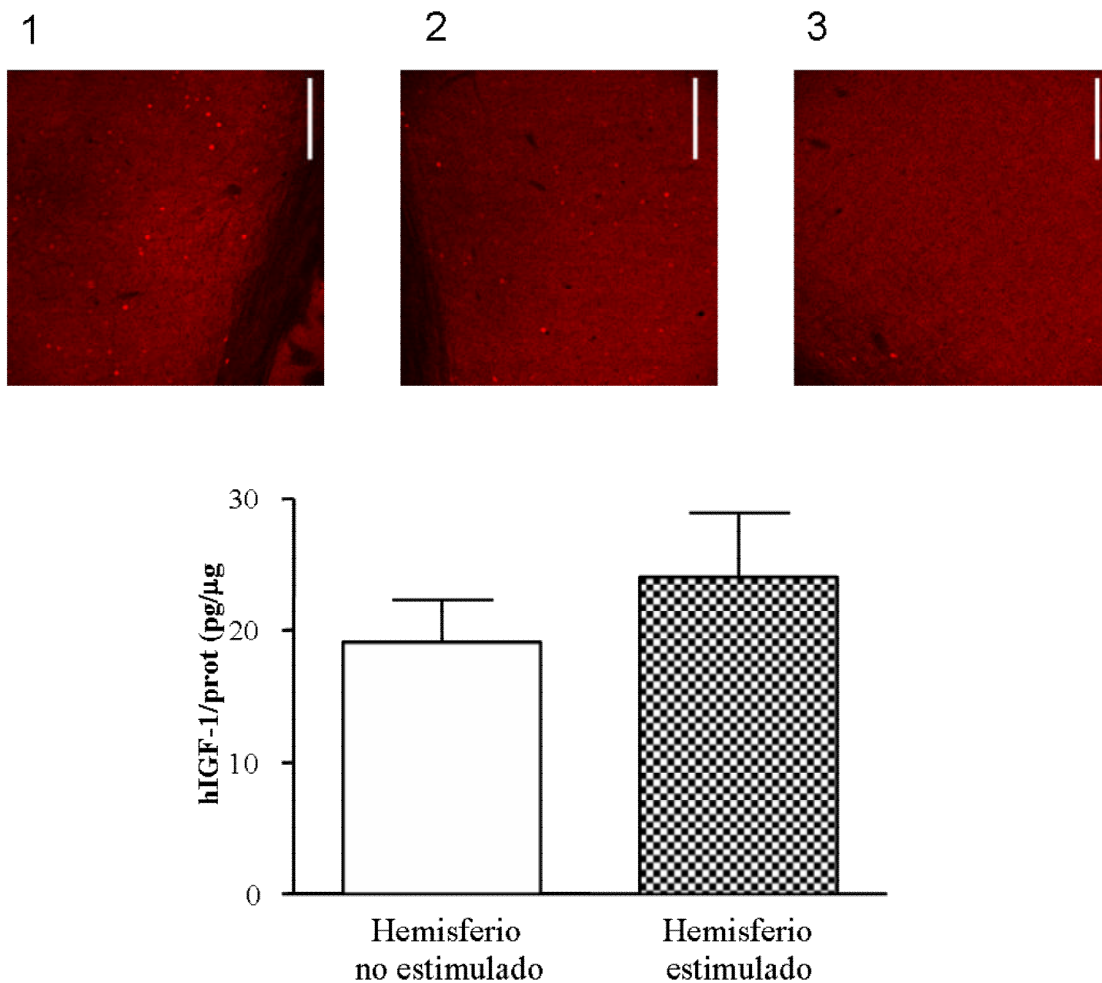 1
2
3
30
20
10
0
hIGF-1/prot (pg/µg
Hemisferio
no estimulado
Hemisferio
estimulado